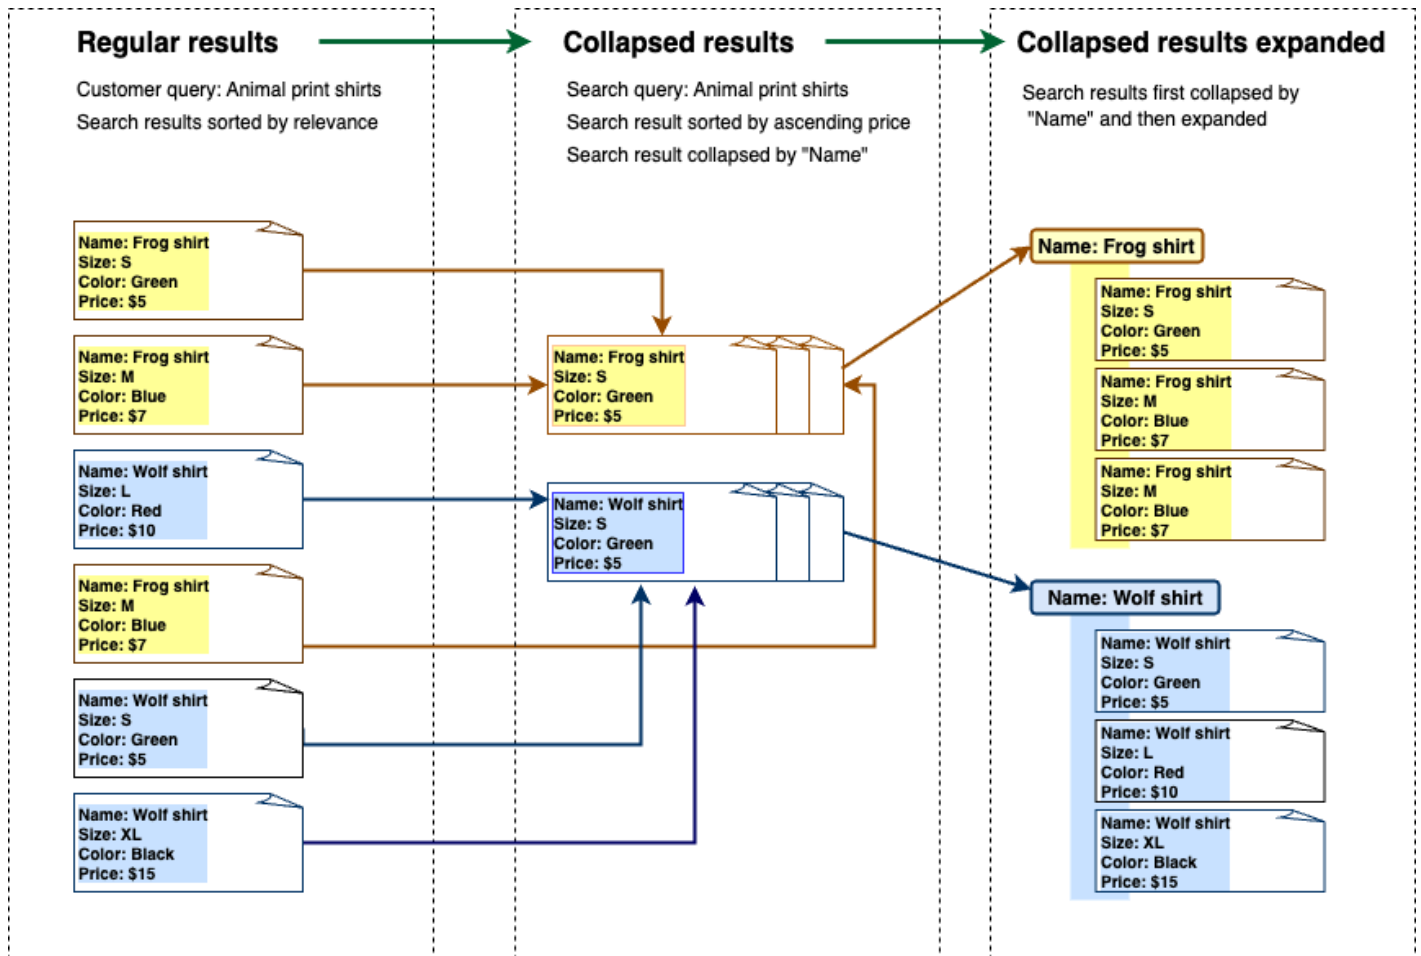 Regular results
Customer query: Animal print shirts
Search results sorted by relevance
Name: Frog shirt
Size: S
Color: Green
Price: $5
Name: Frog shirt
Size: M
Color: Blue
Price: $7
Name: Wolf shirt
Size: L
Color: Red
Price: $10
Name: Frog shirt
Size: M
Color: Blue
Price: $7
Name: Wolf shirt
Size: S
Color: Green
Price: $5
Name: Wolf shirt
Size: XL
Color: Black
Price: $15
Collapsed results
Search query: Animal print shirts
Search result sorted by ascending price
Search result collapsed by "Name"
Name: Frog shirt
Size: S
Color: Green
Price: $5
Name: Wolf shirt
Size: S
Color: Green
Price: $5
Collapsed results expanded
Search results first collapsed by
"Name" and then expanded
Name: Frog shirt
Name: Frog shirt
Size: S
Color: Green
Price: $5
Name: Frog shirt
Size: M
Color: Blue
Price: $7
Name: Frog shirt
Size: M
Color: Blue
Price: $7
Name: Wolf shirt
Name: Wolf shirt
Size: S
Color: Green
Price: $5
Name: Wolf shirt
Size: L
Color: Red
Price: $10
Name: Wolf shirt
Size: XL
Color: Black
Price: $15